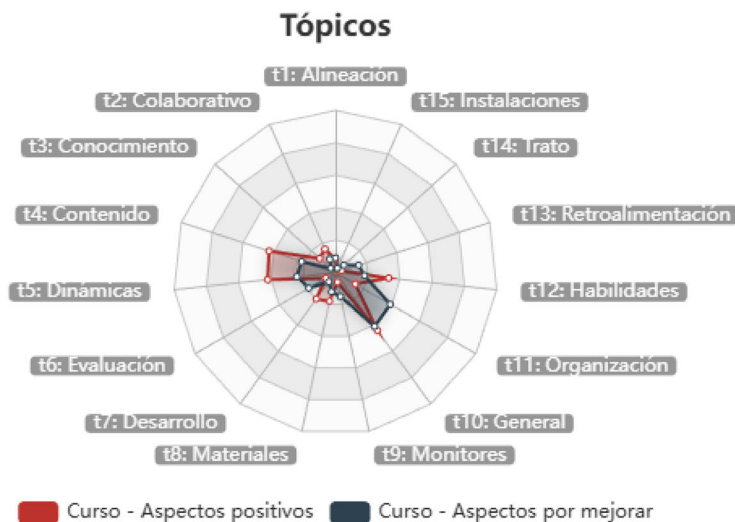 Tópicos
t1: Alineación
t2: Colaborativo
t15: Instalaciones
t3: Conocimiento
t14: Trato
t4: Contenido
t13: Retroalimentación
t5: Dinámicas
t12: Habilidades
t6: Evaluación
t11: Organización
t7: Desarrollo
t10: General
t8: Materiales
t9: Monitores
Curso - Aspectos positivos
Curso - Aspectos por mejorar